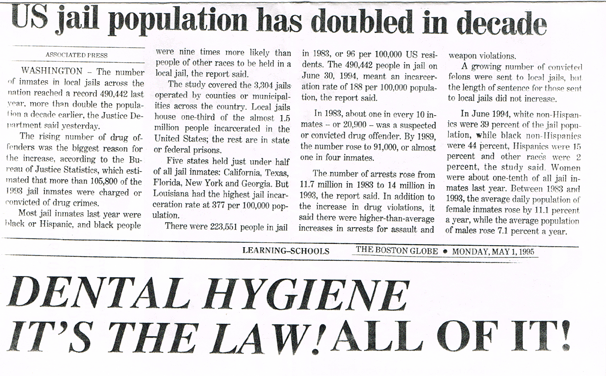 US jail population has doubled in decade
ASSOCIATED PRESS
WASHINGTON – The number
of inmates in local jails across the
nation reached a record 490,442 last
year, more than double the popula-
tion a decade earlier, the Justice De-
partment said yesterday.
The rising number of drug of-
fenders was the biggest reason for
the increase, according to the Bu-
reau of Justice Statistics, which esti-
mated that more than 105,800 of the
1993 jail inmates were charged or
convicted of drug crimes.
Most jail inmates last year were
black or Hispanic, and black people
were nine times more likely than
people of other races to be held in a
local jail, the report said.
The study covered the 3,304 jails
operated by counties or municipal-
ities across the country. Local jails
house one-third of the almost 1.5
million people incarcerated in the
United States; the rest are in state
or federal prisons.
Five states held just under half
of all jail inmates: California, Texas,
Florida, New York and Georgia. But
Louisiana had the highest jail incar-
ceration rate at 377 per 100,000 pop-
ulation.
There were 223,551 people in jail
in 1983, or 96 per 100,000 US resi-
dents. The 490,442 people in jail on
June 30, 1994, meant an incarcer-
ation rate of 188 per 100,000 popula-
tion, the report said.
In 1983, about one in every 10 in-
mates – or 20,900 – was a suspected
or convicted drug offender. By 1989,
the number rose to 91,000, or almost
one in four inmates.
The number of arrests rose from
11.7 million in 1983 to 14 million in
1993, the report said. In addition to
the increase in drug violations, it
said there were higher-than-average
increases in arrests for assault and
weapon violations.
A growing number of convicted
felons were sent to local jails, but
the length of sentence for those sent
to local jails did not increase.
In June 1994, white non-Hispan-
ics were 39 percent of the jail popu-
lation, while black non-Hispanics
were 44 percent, Hispanics were 15
percent and other races were 2
percent, the study said. Women
were about one-tenth of all jail in-
mates last year. Between 1983 and
1993, the average daily population of
female inmates rose by 11.1 percent
a year, while the average population
of males rose 7.1 percent a year.
LEARNING–SCHOOLS THE BOSTON GLOBE • MONDAY, MAY 1, 1995
DENTAL HYGIENE
IT'S THE LAW! ALL OF IT!